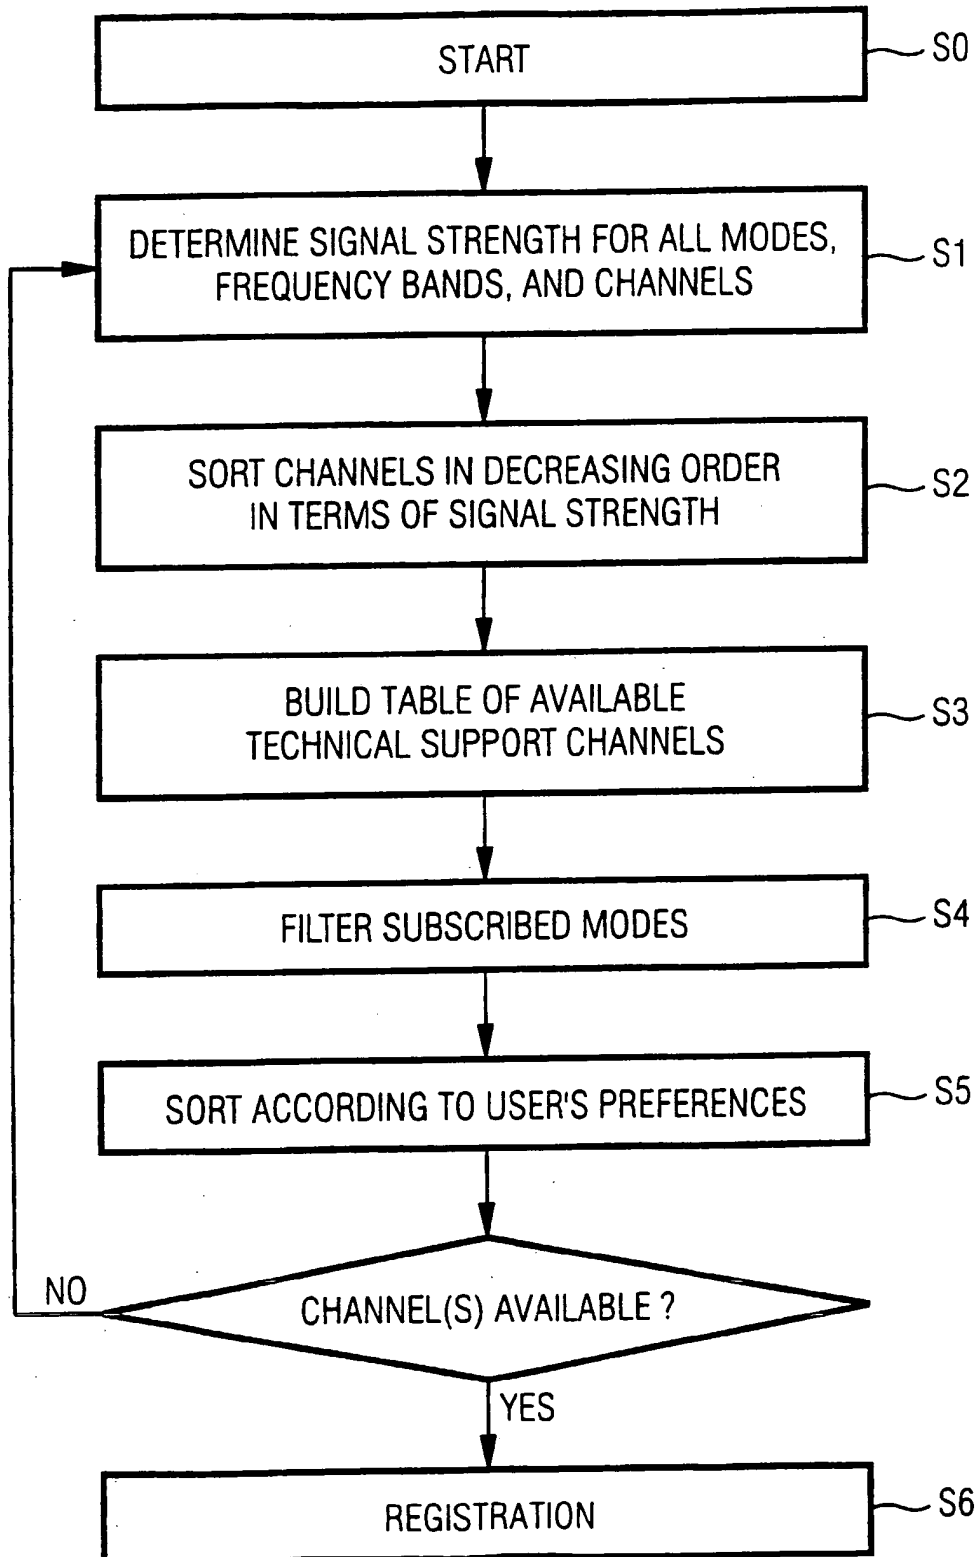 START
S0
DETERMINE SIGNAL STRENGTH FOR ALL MODES,
FREQUENCY BANDS, AND CHANNELS
S1
SORT CHANNELS IN DECREASING ORDER
IN TERMS OF SIGNAL STRENGTH
S2
BUILD TABLE OF AVAILABLE
TECHNICAL SUPPORT CHANNELS
S3
FILTER SUBSCRIBED MODES
S4
SORT ACCORDING TO USER'S PREFERENCES
S5
NO
CHANNEL(S) AVAILABLE ?
YES
REGISTRATION
S6